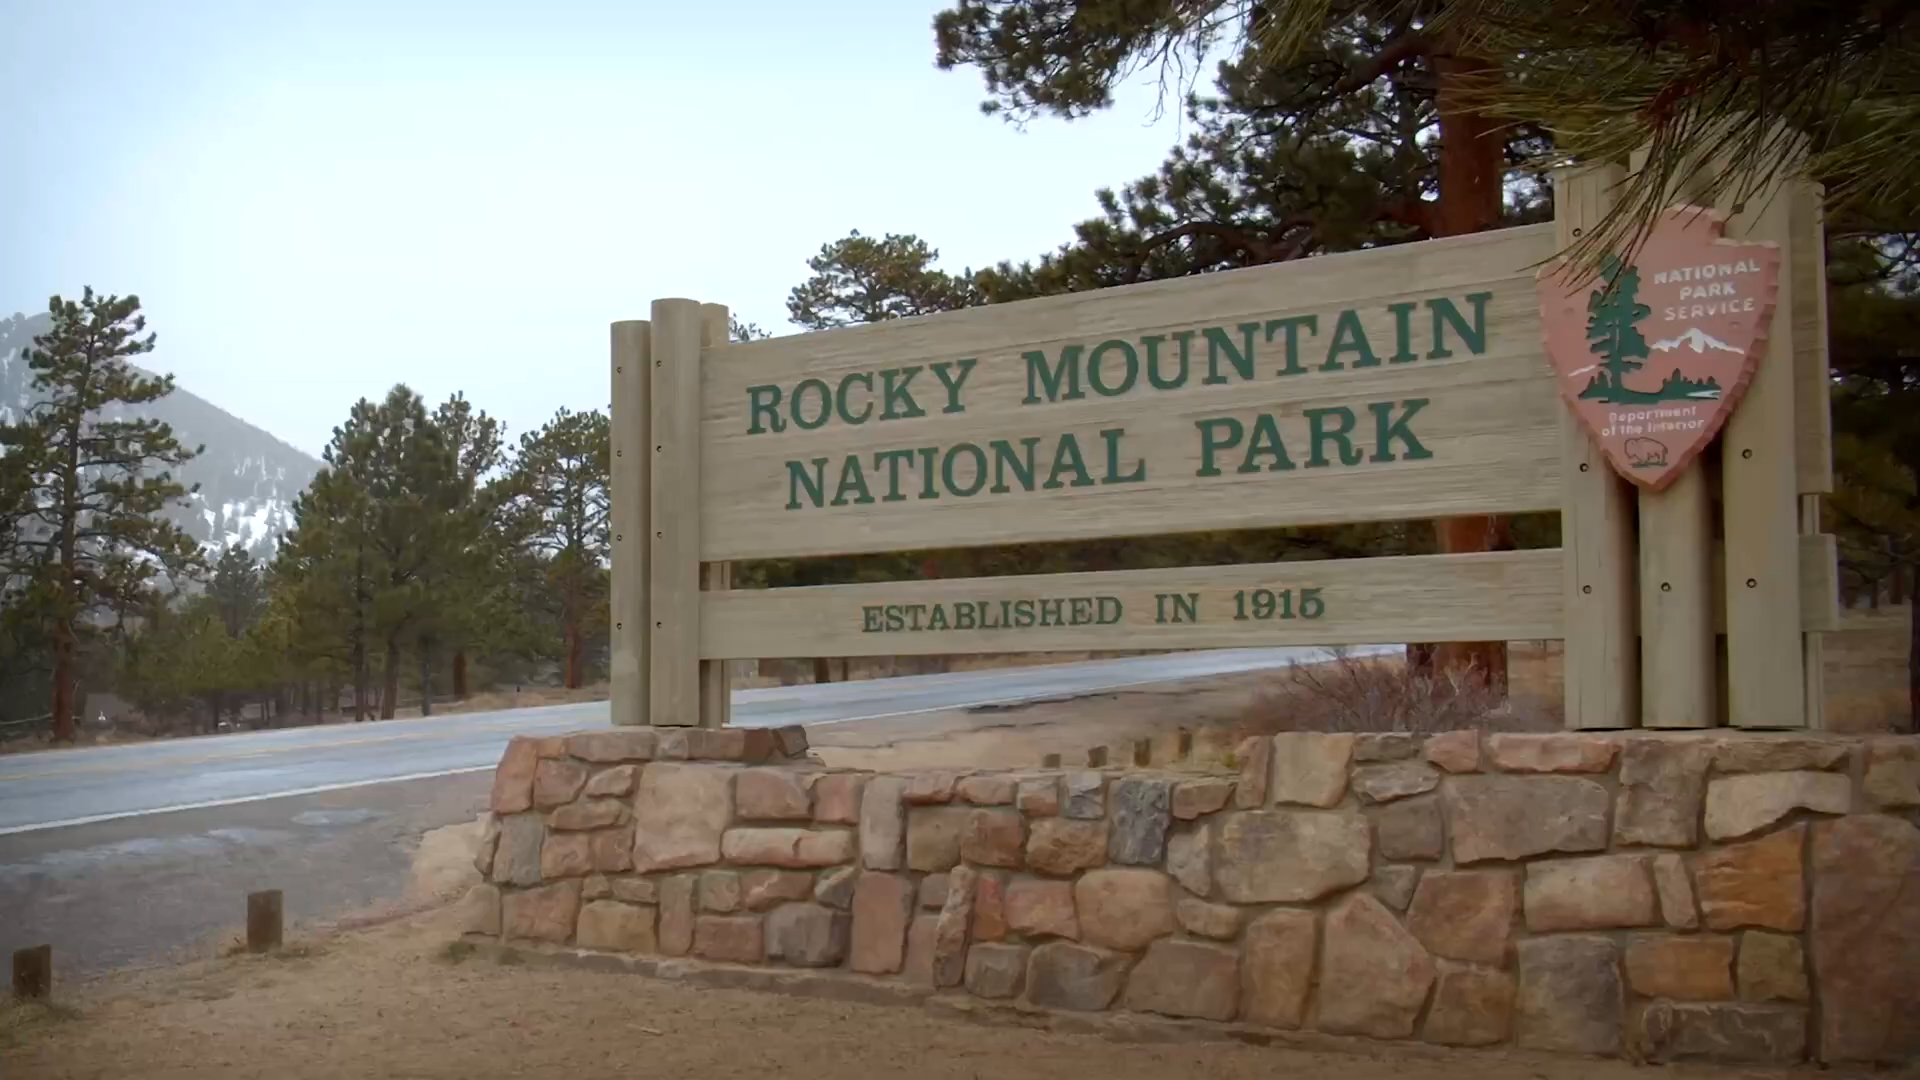 ROCKY MOUNTAIN
NATIONAL PARK
ESTABLISHED IN 1915
NATIONAL
PARK
SERVICE
Department
of the Interior